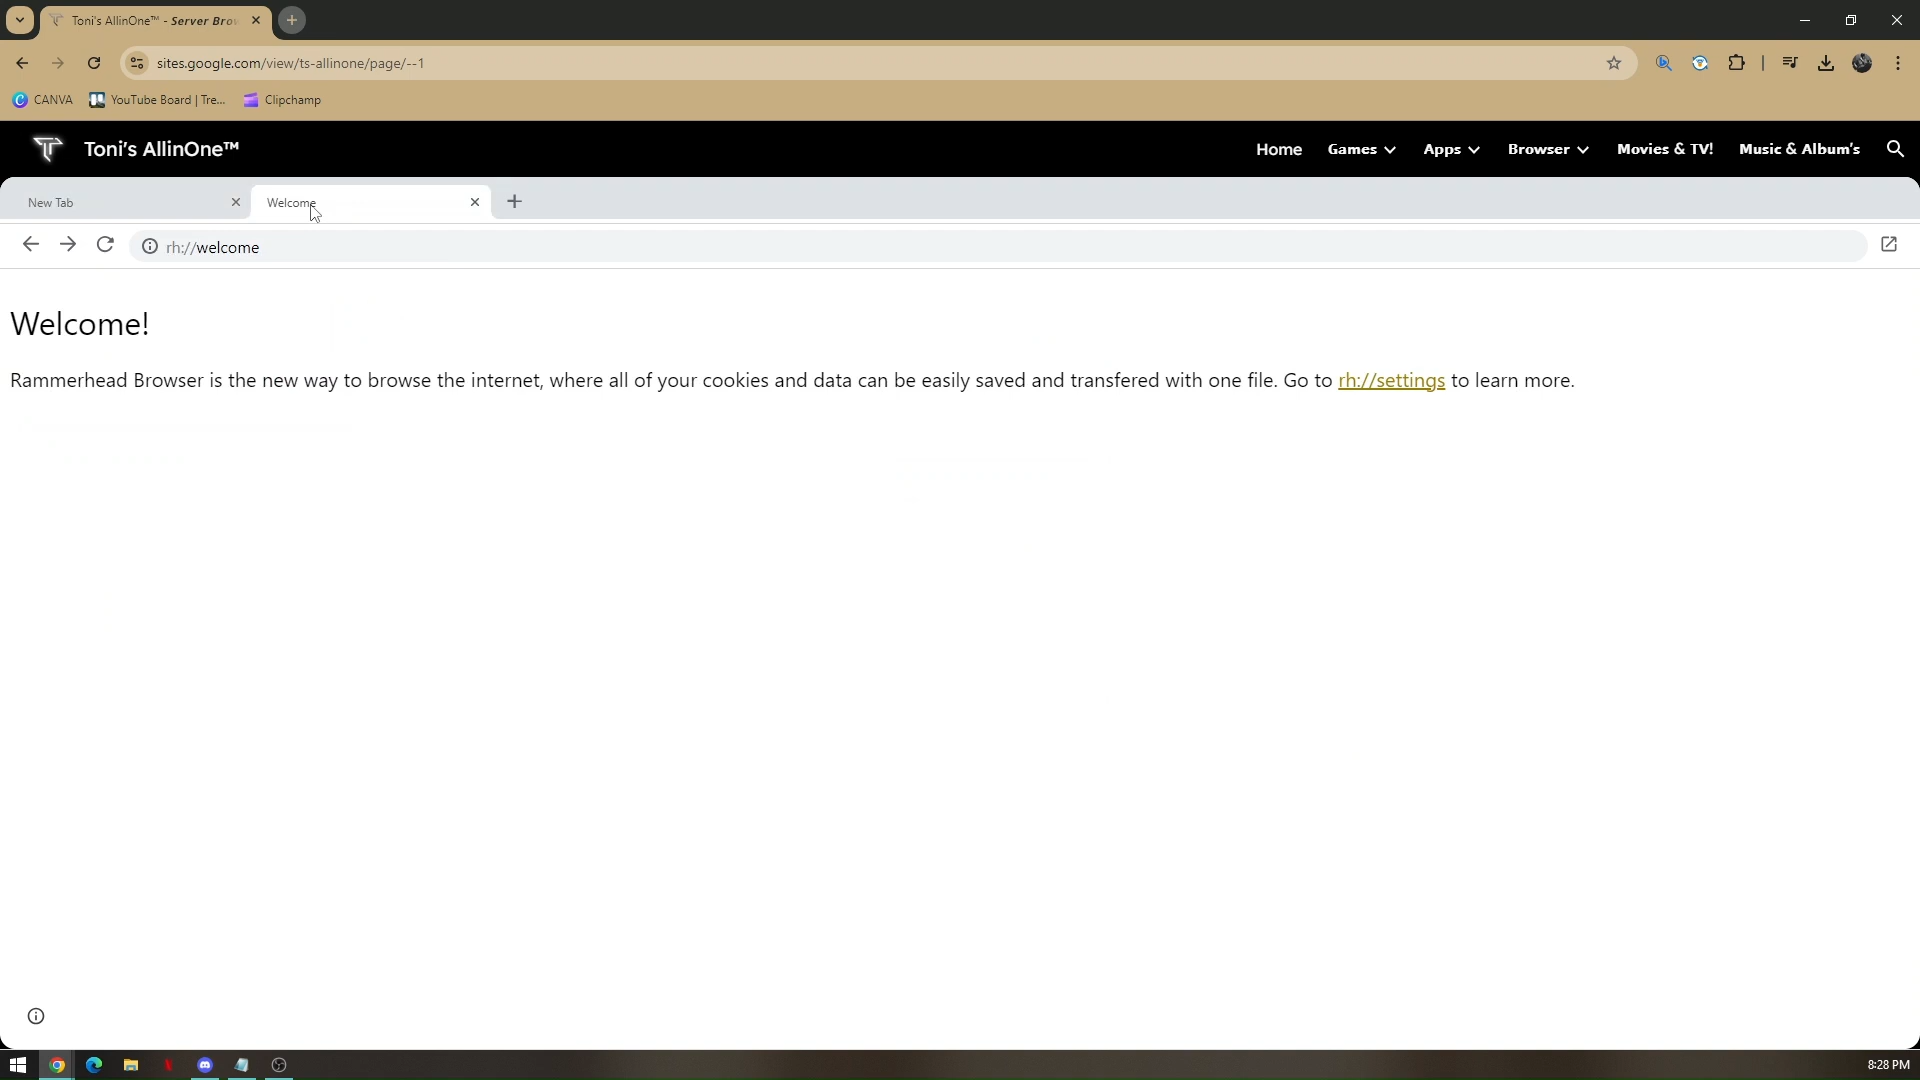 Toni's AllinOne™ - Server Brow
sites.google.com/view/ts-allinone/page/--1
CANVA
YouTube Board | Tre...
Clipchamp
Toni's AllinOne™
Home
Games
Apps
Browser
Movies & TV!
Music & Album's
New Tab
Welcome
rh://welcome
Welcome!
Rammerhead Browser is the new way to browse the internet, where all of your cookies and data can be easily saved and transfered with one file. Go to rh://settings to learn more.
8:28 PM